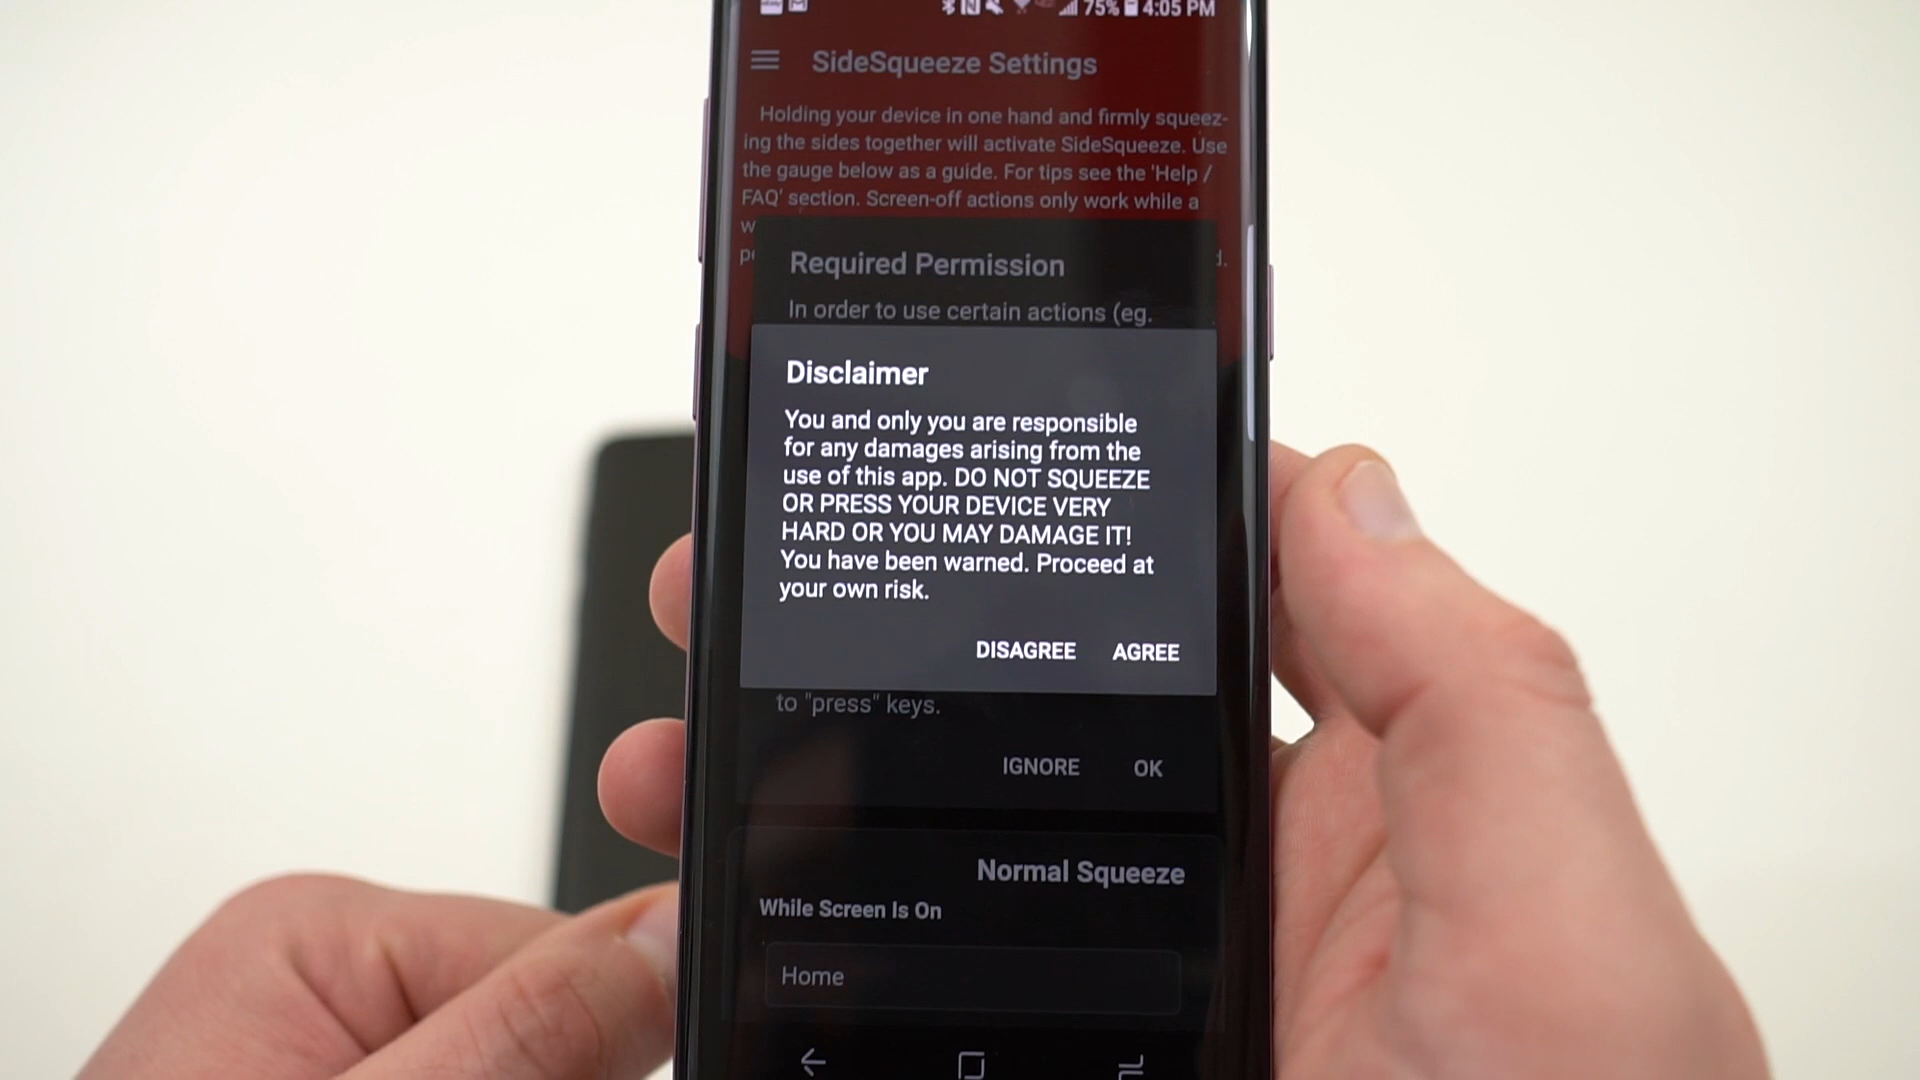 75% 4:05 PM
SideSqueeze Settings
Holding your device in one hand and firmly squeez-
ing the sides together will activate SideSqueeze. Use
the gauge below as a guide. For tips see the 'Help /
FAQ' section. Screen-off actions only work while a
Required Permission
In order to use certain actions (eg.
Disclaimer
You and only you are responsible
for any damages arising from the
use of this app. DO NOT SQUEEZE
OR PRESS YOUR DEVICE VERY
HARD OR YOU MAY DAMAGE IT!
You have been warned. Proceed at
your own risk.
DISAGREE AGREE
to "press" keys.
IGNORE OK
Normal Squeeze
While Screen Is On
Home